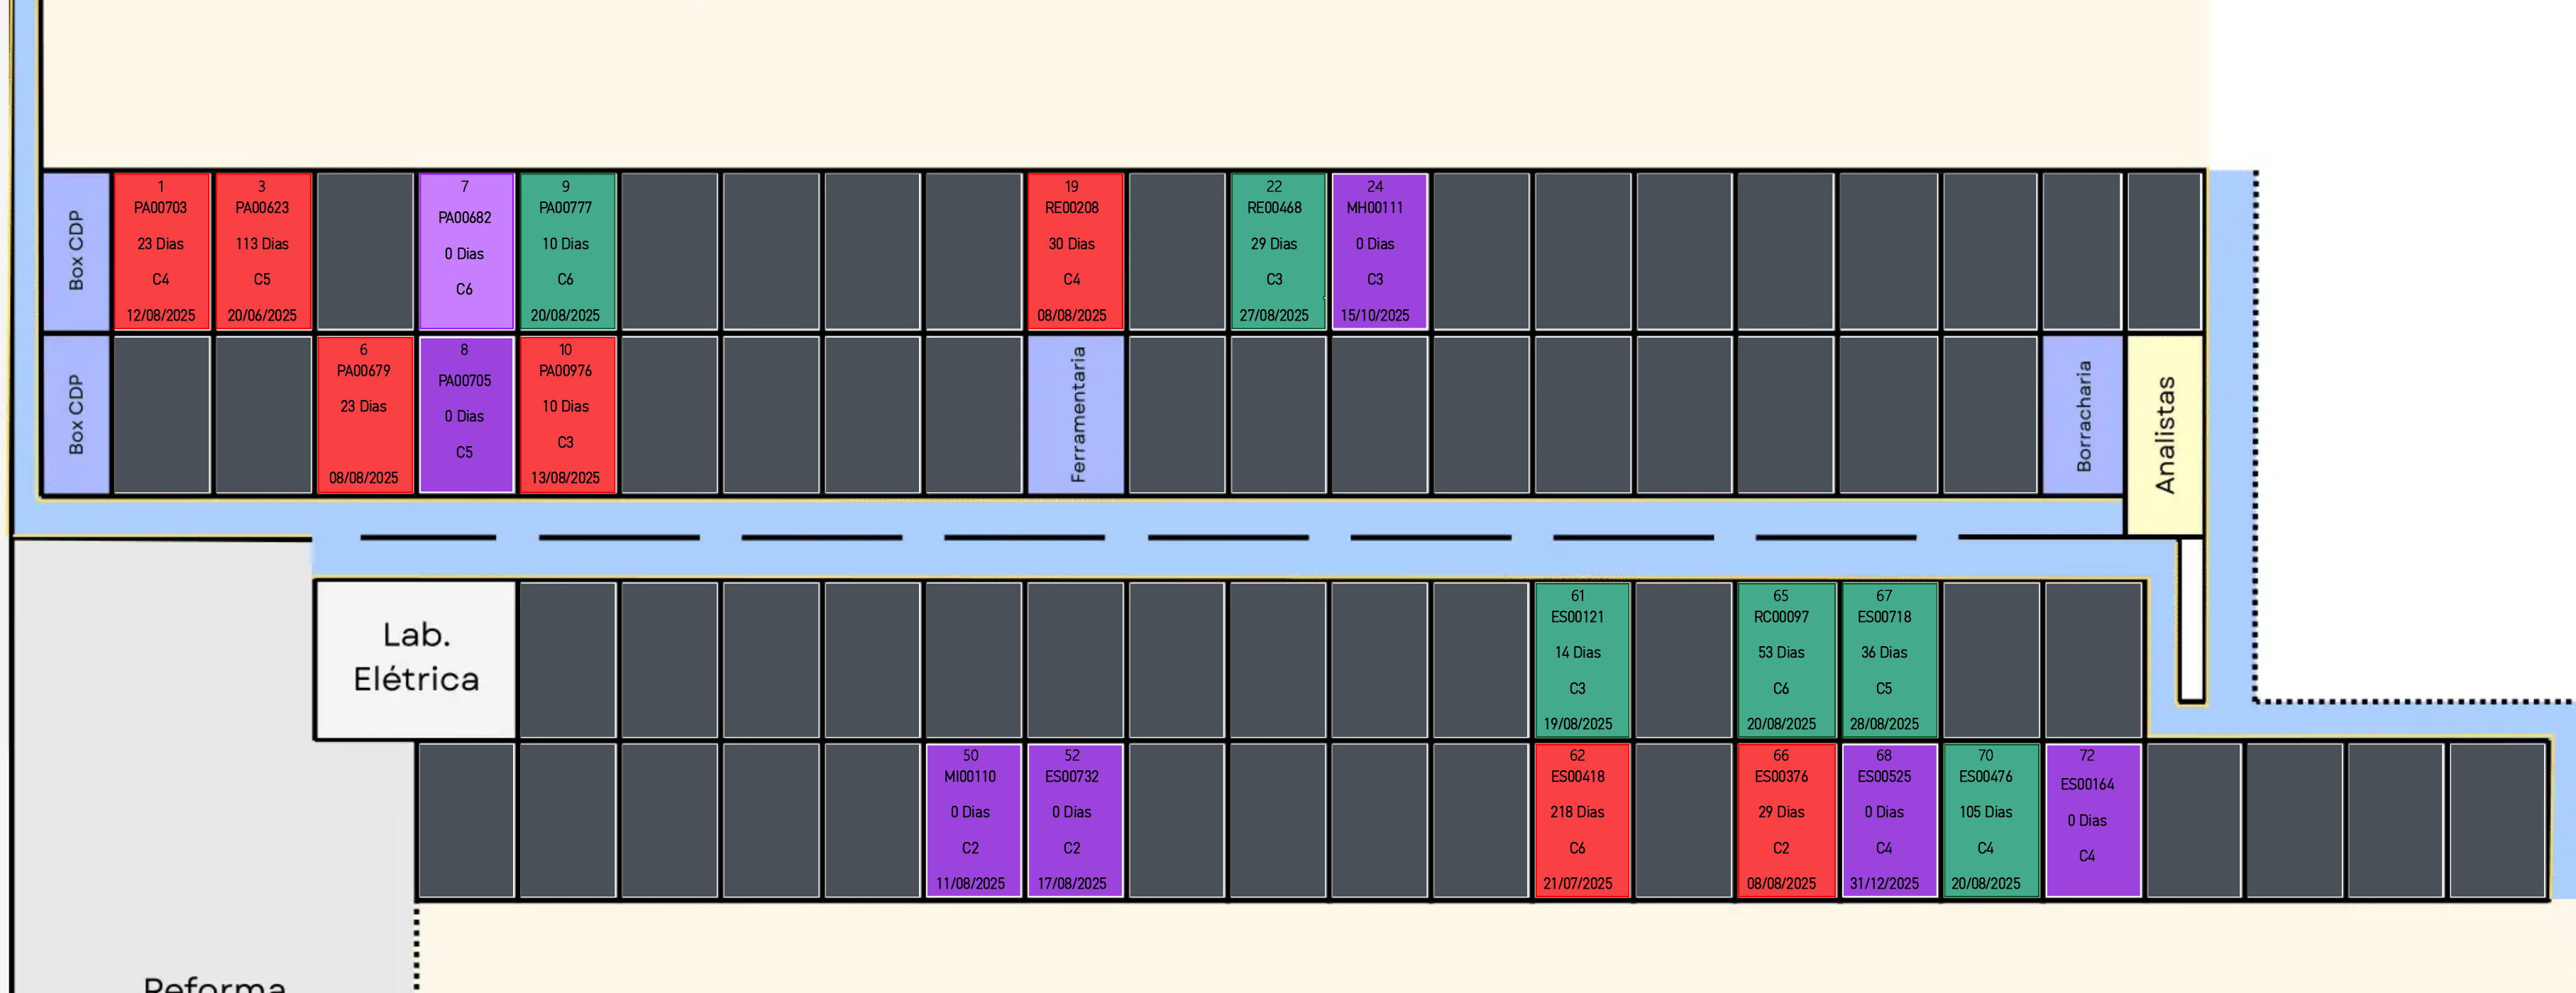 Box CDP
1
PA00703
23 Dias
C4
12/08/2025
3
PA00623
113 Dias
C5
20/06/2025
7
PA00682
0 Dias
C6
9
PA00777
10 Dias
C6
20/08/2025
19
RE00208
30 Dias
C4
08/08/2025
22
RE00468
29 Dias
C3
27/08/2025
24
MH00111
0 Dias
C3
15/10/2025
Box CDP
6
PA00679
23 Dias
08/08/2025
8
PA00705
0 Dias
C5
10
PA00976
10 Dias
C3
13/08/2025
Ferramentaria
Borracharia
Analistas
Lab.
Elétrica
61
ES00121
14 Dias
C3
19/08/2025
65
RC00097
53 Dias
C6
20/08/2025
67
ES00718
36 Dias
C5
28/08/2025
50
MI00110
0 Dias
C2
11/08/2025
52
ES00732
0 Dias
C2
17/08/2025
62
ES00418
218 Dias
C6
21/07/2025
66
ES00376
29 Dias
C2
08/08/2025
68
ES00525
0 Dias
C4
31/12/2025
70
ES00476
105 Dias
C4
20/08/2025
72
ES00164
0 Dias
C4
Reforma